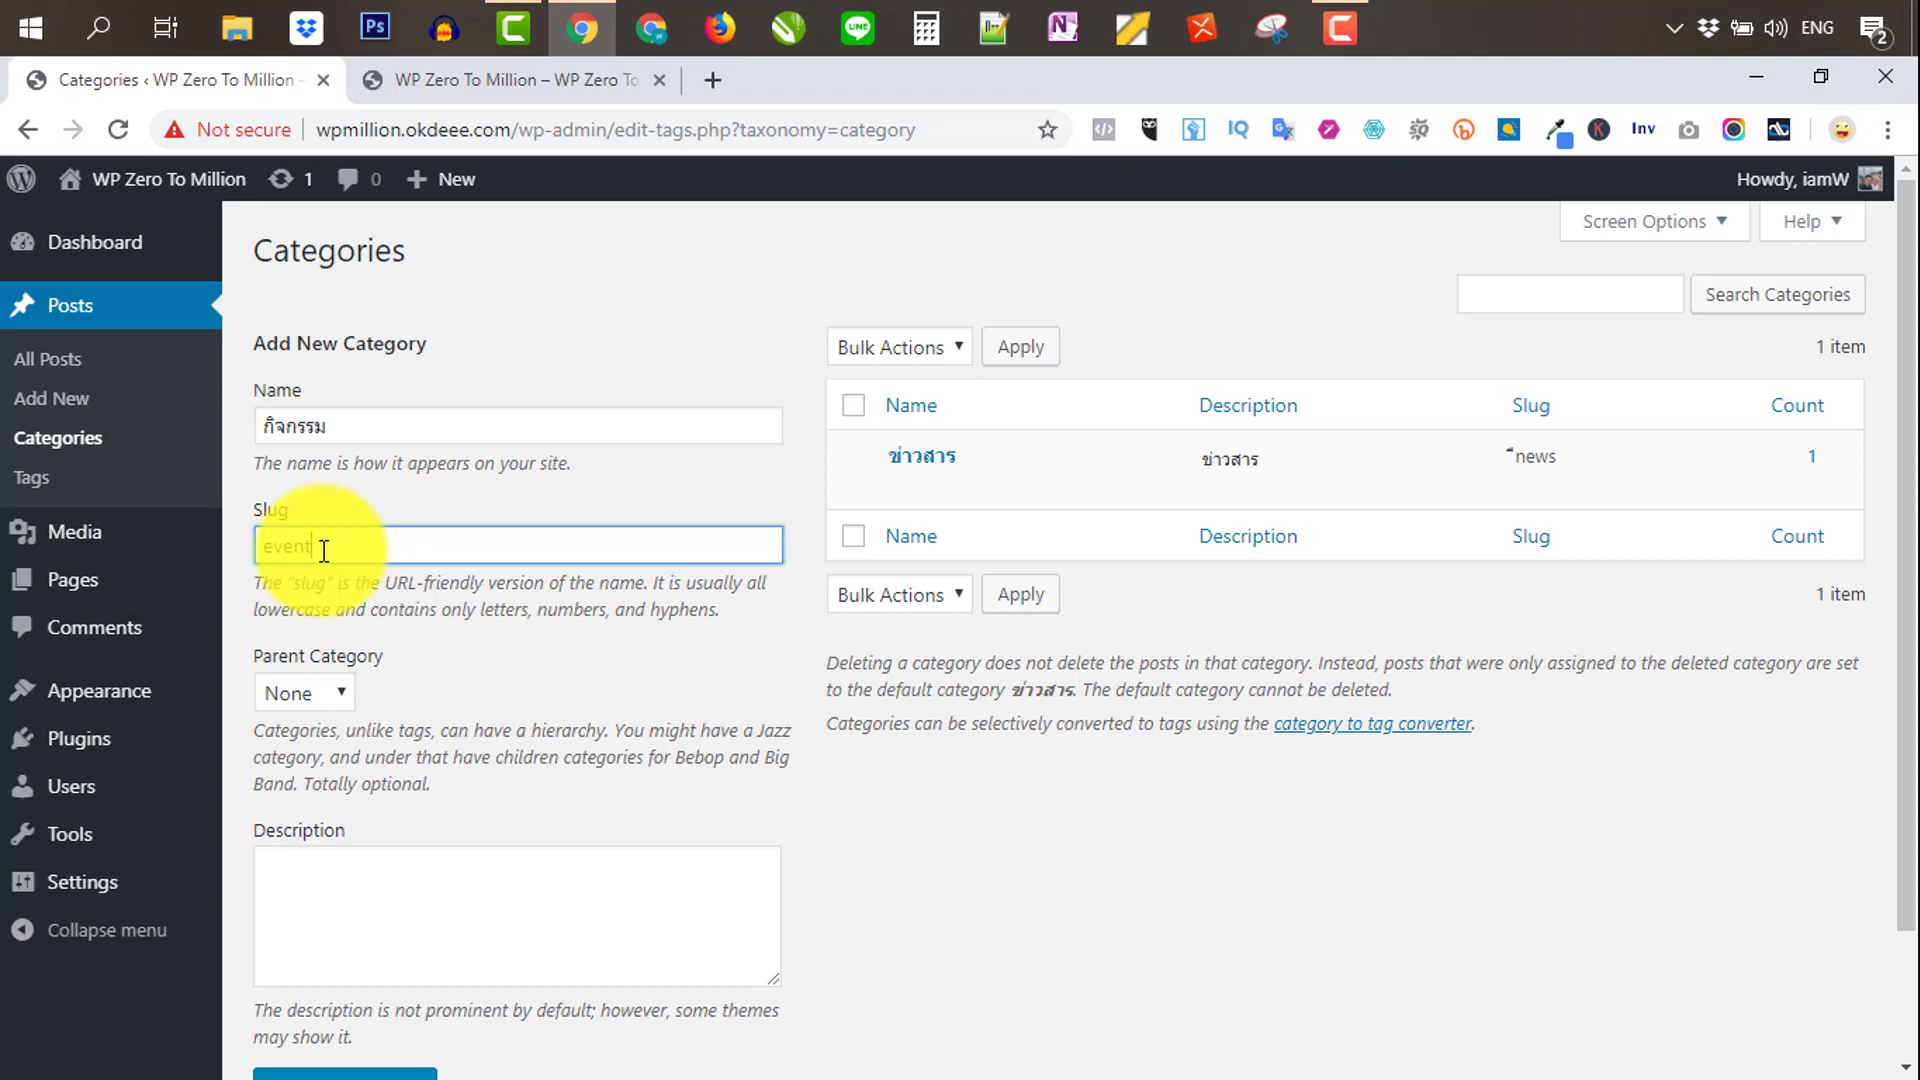 Ps
LINE
N
ENG
2
Categories ‹ WP Zero To Million -
WP Zero To Million – WP Zero To
Not secure
wpmillion.okdeee.com/wp-admin/edit-tags.php?taxonomy=category
IQ
K
Inv
WP Zero To Million
1
0
New
Howdy, iamW
Dashboard
Posts
All Posts
Add New
Categories
Tags
Media
Pages
Comments
Appearance
Plugins
Users
Tools
Settings
Collapse menu
Screen Options
Help
Categories
Search Categories
Add New Category
Name
กิจกรรม
The name is how it appears on your site.
Slug
event
The "slug" is the URL-friendly version of the name. It is usually all
lowercase and contains only letters, numbers, and hyphens.
Parent Category
None
Categories, unlike tags, can have a hierarchy. You might have a Jazz
category, and under that have children categories for Bebop and Big
Band. Totally optional.
Description
The description is not prominent by default; however, some themes
may show it.
Bulk Actions
Apply
1 item
Name Description Slug Count
ข่าวสาร ข่าวสาร ืnews 1
Name Description Slug Count
Bulk Actions
Apply
1 item
Deleting a category does not delete the posts in that category. Instead, posts that were only assigned to the deleted category are set
to the default category ข่าวสาร. The default category cannot be deleted.
Categories can be selectively converted to tags using the category to tag converter.